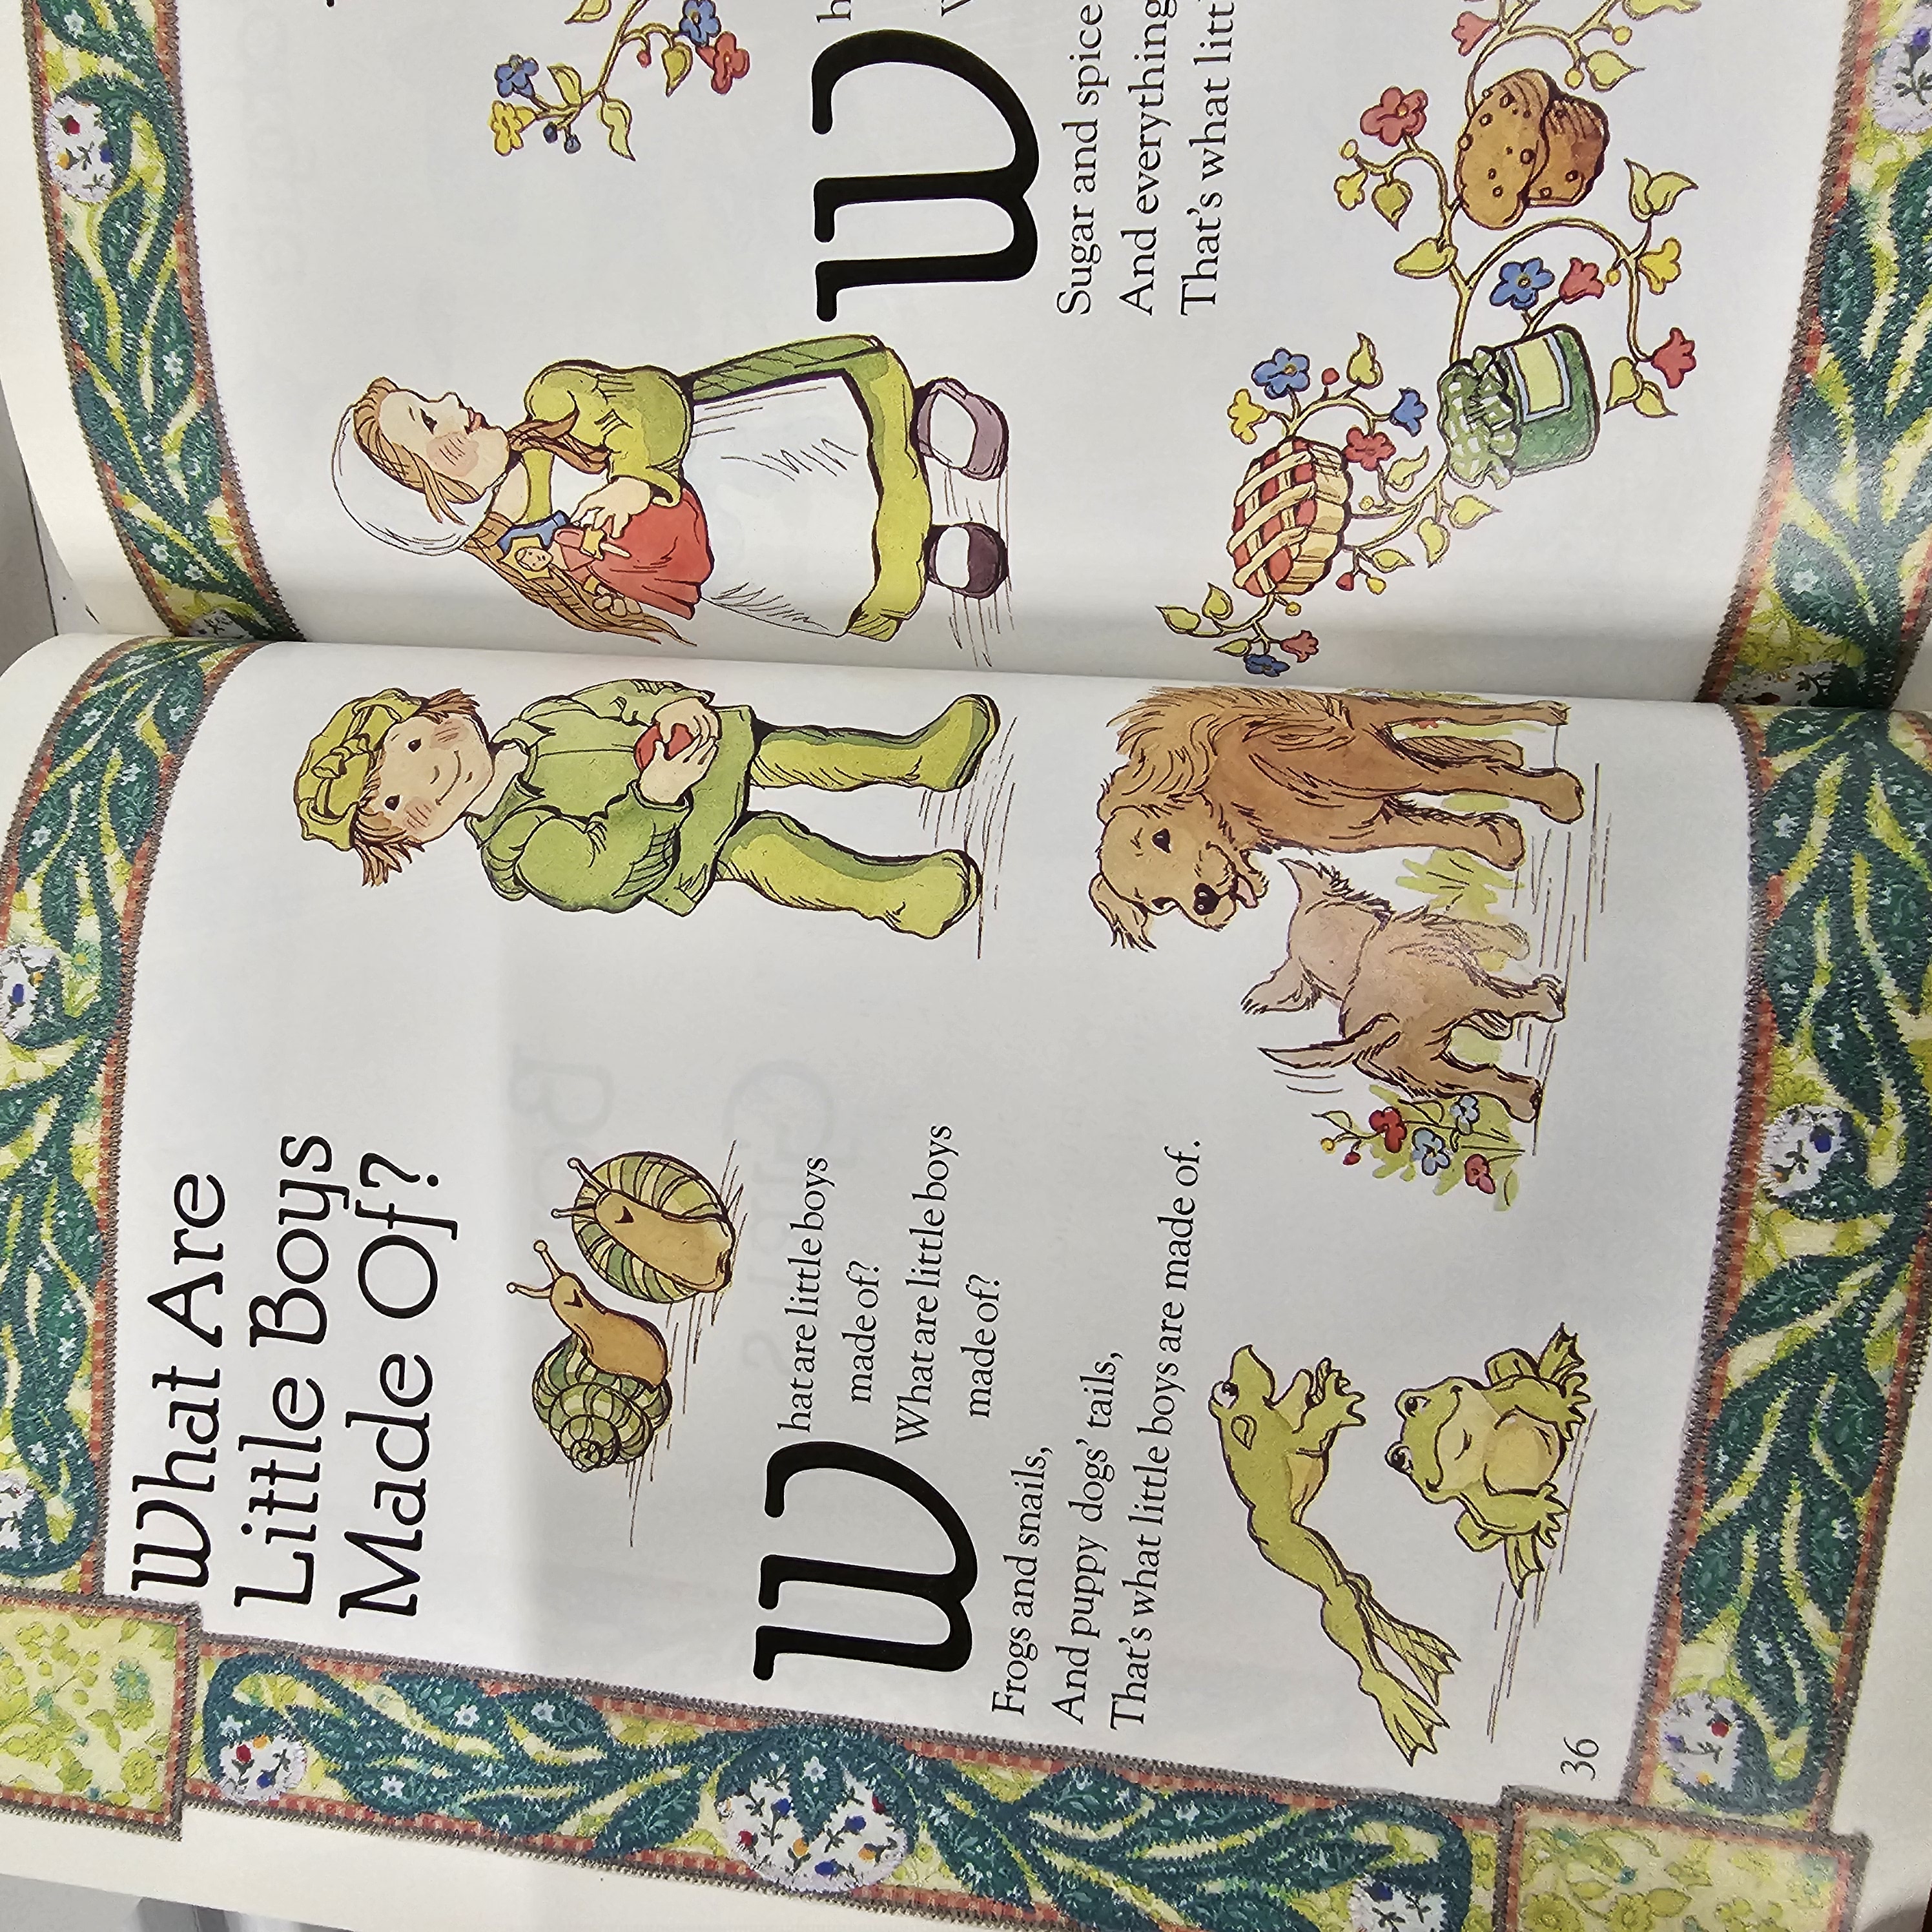 What Are
Little Boys
Made Of?
What are little boys
made of?
What are little boys
made of?
Frogs and snails,
And puppy dogs' tails,
That's what little boys are made of.
36
Sugar and spice
And everything
That's what